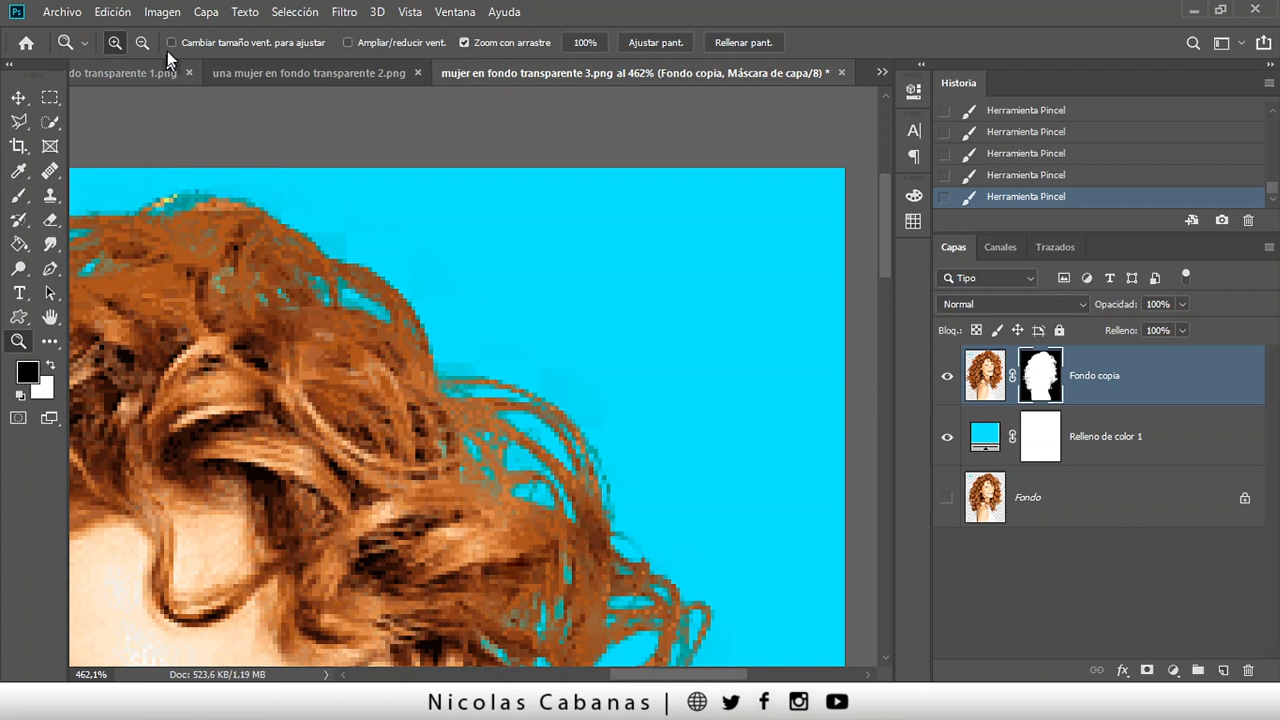 Ps Archivo Edición Imagen Capa Texto Selección Filtro 3D Vista Ventana Ayuda
Cambiar tamaño vent. para ajustar Ampliar/reducir vent. Zoom con arrastre 100% Ajustar pant. Rellenar pant.
do transparente 1.png × una mujer en fondo transparente 2.png × mujer en fondo transparente 3.png al 462% (Fondo copia, Máscara de capa/8) * ×
Historia
Herramienta Pincel
Herramienta Pincel
Herramienta Pincel
Herramienta Pincel
Herramienta Pincel
Capas Canales Trazados
Tipo
Normal Opacidad: 100%
Bloq.: Relleno: 100%
Fondo copia
Relleno de color 1
Fondo
462,1% Doc: 523,6 KB/1,19 MB
Nicolas Cabanas |